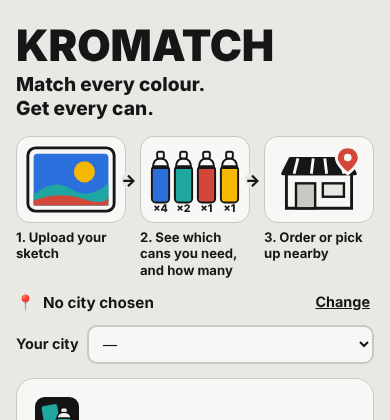 KROMATCH
Match every colour.
Get every can.
×4 ×2 ×1 ×1
1. Upload your
sketch
2. See which
cans you need,
and how many
3. Order or pick
up nearby
No city chosen
Change
Your city
—